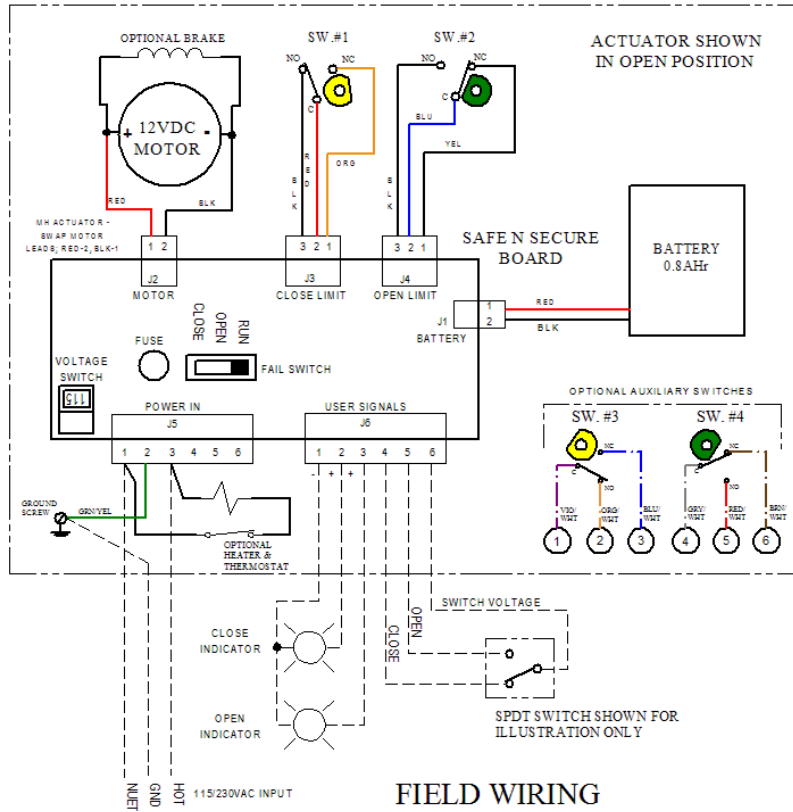 OPTIONAL BRAKE
SW.#1
SW.#2
ACTUATOR SHOWN
IN OPEN POSITION
NO
NC
NO
NC
C
C
+ 12VDC -
MOTOR
BLU
YEL
RED
ORG
BLK
BLK
RED
BLK
MH ACTUATOR -
SWAP MOTOR
LEADS; RED-2, BLK-1
1 2
3 2 1
3 2 1
J2
J3
J4
MOTOR
CLOSE LIMIT
OPEN LIMIT
SAFE N SECURE
BOARD
BATTERY
0.8AHr
J1
1
2
BATTERY
RED
BLK
CLOSE
OPEN
RUN
FUSE
FAIL SWITCH
VOLTAGE
SWITCH
115
POWER IN
USER SIGNALS
J5
J6
1 2 3 4 5 6
1 2 3 4 5 6
- + +
OPTIONAL AUXILIARY SWITCHES
SW. #3
SW. #4
NC
NC
C
C
NO
NO
VIO/
WHT
ORG/
WHT
BLU/
WHT
GRY/
WHT
RED/
WHT
BRN/
WHT
1 2 3 4 5 6
GROUND
SCREW
GRN/YEL
OPTIONAL
HEATER &
THERMOSTAT
SWITCH VOLTAGE
CLOSE
OPEN
CLOSE
INDICATOR
OPEN
INDICATOR
SPDT SWITCH SHOWN FOR
ILLUSTRATION ONLY
GND
HOT
115/230VAC INPUT
FIELD WIRING